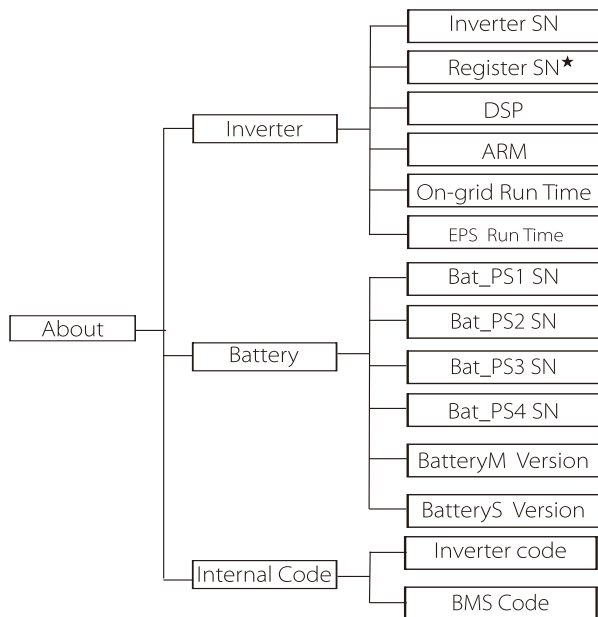 About
Inverter
Inverter SN
Register SN★
DSP
ARM
On-grid Run Time
EPS Run Time
Battery
Bat_PS1 SN
Bat_PS2 SN
Bat_PS3 SN
Bat_PS4 SN
BatteryM Version
BatteryS Version
Internal Code
Inverter code
BMS Code